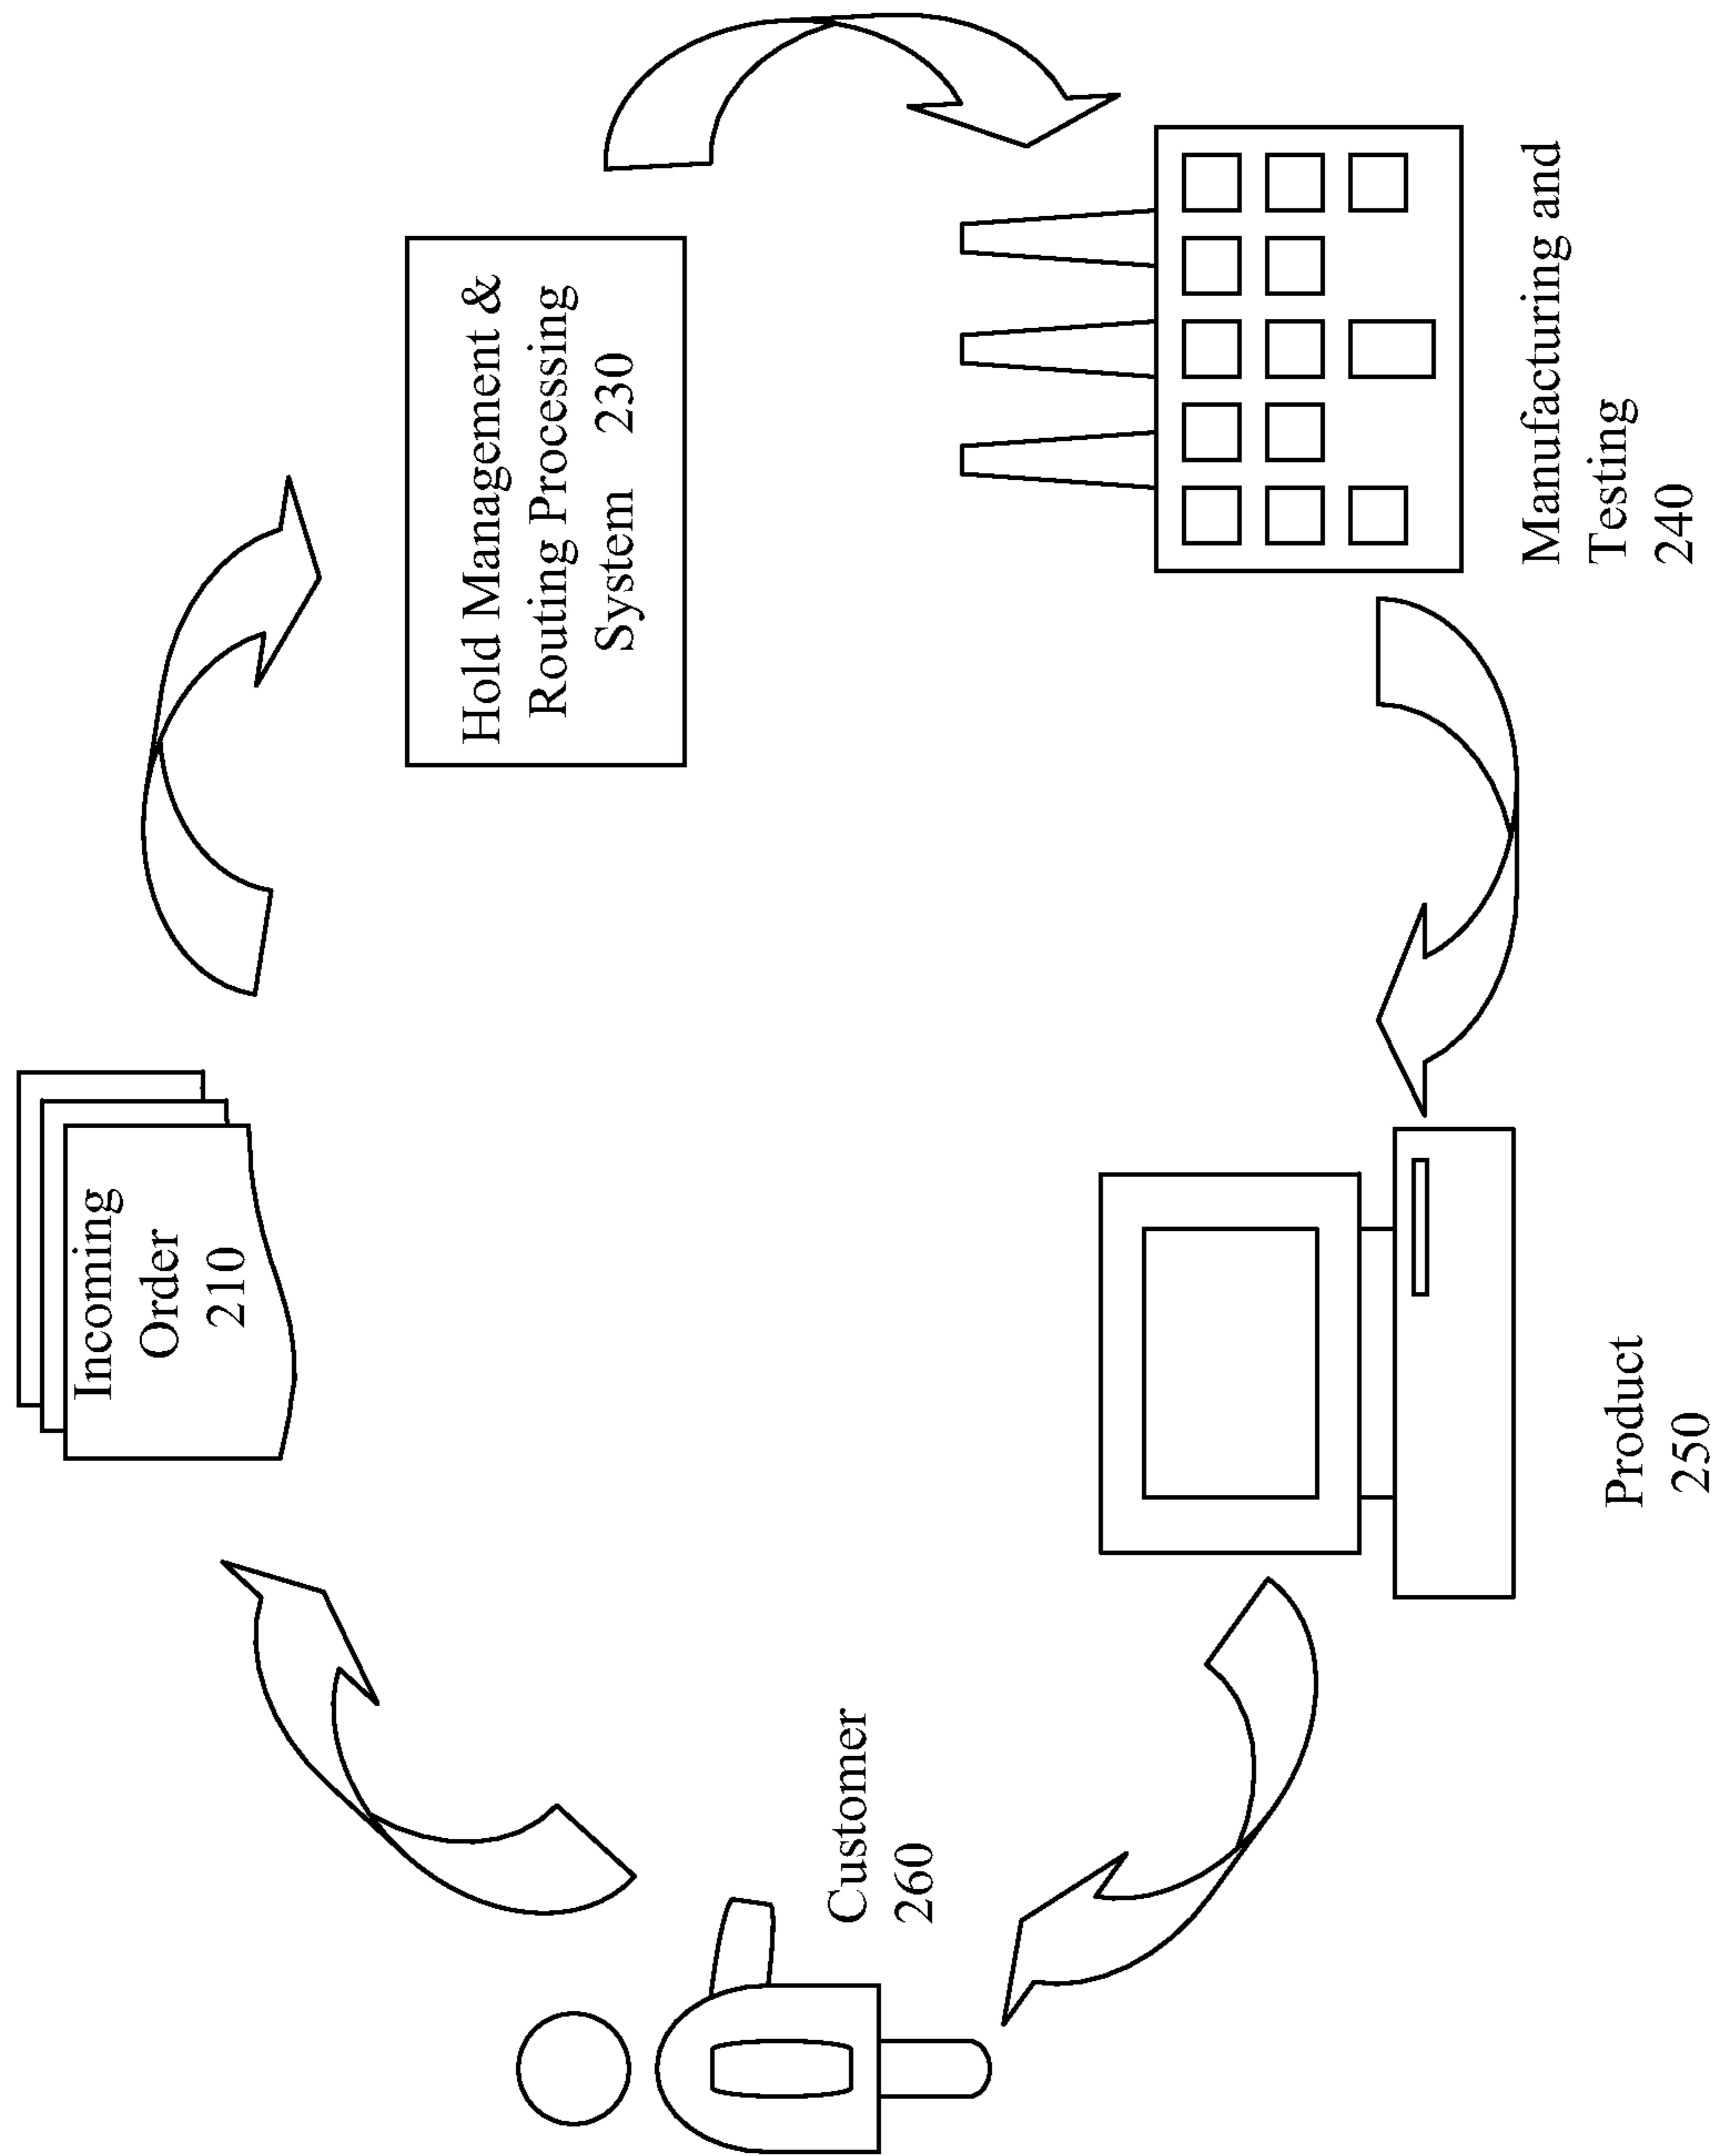 Incoming
Order
210
Hold Management &
Routing Processing
System 230
Customer
260
Product
250
Manufacturing and
Testing
240